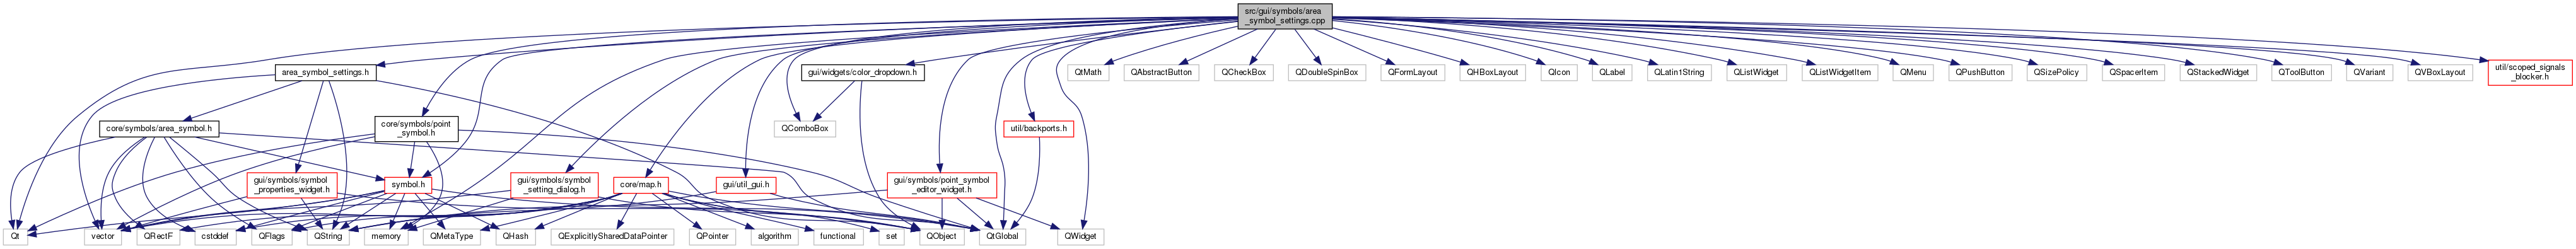 src/gui/symbols/area
_symbol_settings.cpp
area_symbol_settings.h
gui/widgets/color_dropdown.h
QtMath
QAbstractButton
QCheckBox
QDoubleSpinBox
QFormLayout
QHBoxLayout
QIcon
QLabel
QLatin1String
QListWidget
QListWidgetItem
QMenu
QPushButton
QSizePolicy
QSpacerItem
QStackedWidget
QToolButton
QVariant
QVBoxLayout
util/scoped_signals
_blocker.h
core/symbols/area_symbol.h
core/symbols/point
_symbol.h
QComboBox
util/backports.h
gui/symbols/symbol
_properties_widget.h
symbol.h
gui/symbols/symbol
_setting_dialog.h
core/map.h
gui/util_gui.h
gui/symbols/point_symbol
_editor_widget.h
Qt
vector
QRectF
cstddef
QFlags
QString
memory
QMetaType
QHash
QExplicitlySharedDataPointer
QPointer
algorithm
functional
set
QObject
QtGlobal
QWidget